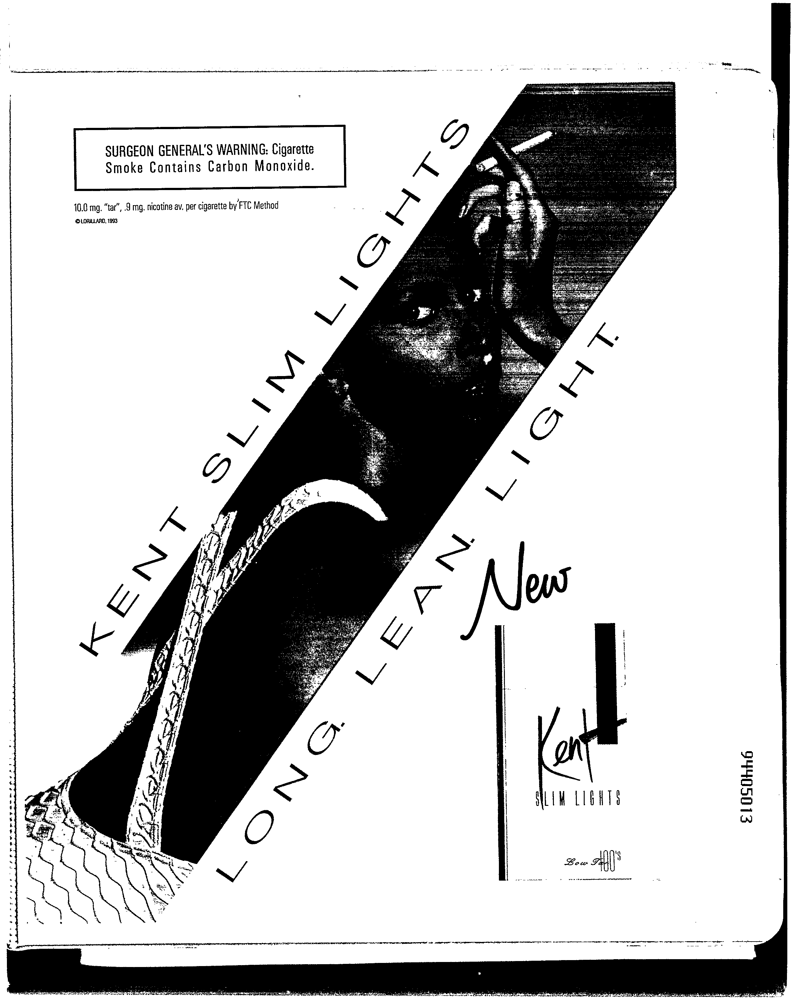 SURGEON GENERAL'S WARNING: Cigarette
Smoke Contains Carbon Monoxide.
10.0 mg. "tar", .9 mg. nicotine av. per cigarette by FTC Method
© LORILLARD, 1993
KENT SLIM LIGHTS
LONG. LEAN. LIGHT.
New
Kent
SLIM LIGHTS
Low Tar 100's
94405013